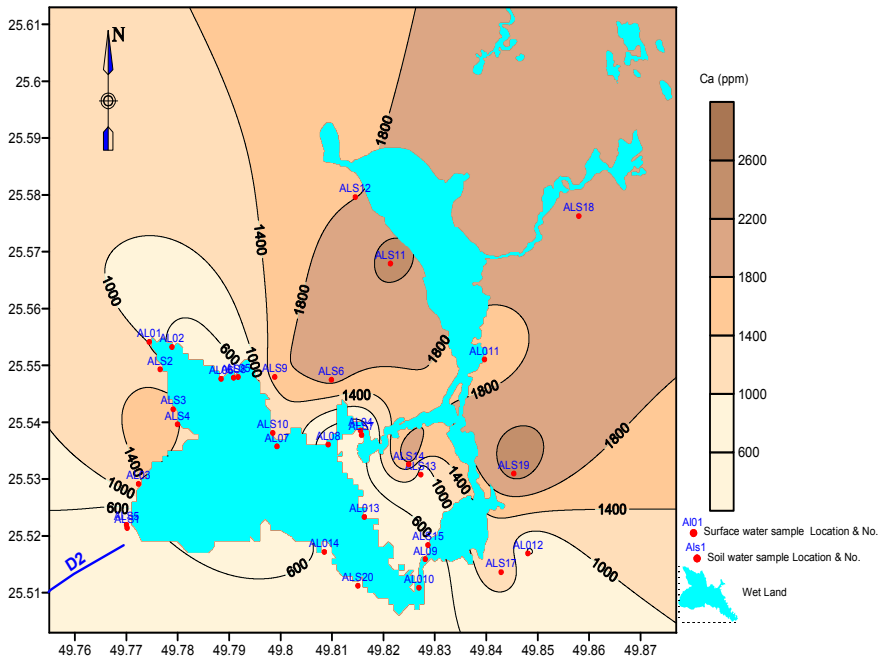 25.61
N
25.6
Ca (ppm)
25.59
1800
2600
25.58
ALS12
ALS18
2200
1400
25.57
ALS11
1800
1000
1800
25.56
1400
AL01
AL02
600
1000
1800
AL011
25.55
ALS2
ALS9
ALS6
1000
1800
1400
ALS3
600
25.54
ALS4
ALS10
AL07
AL08
1800
1400
ALS14
ALS13
1400
ALS19
25.53
1000
1000
1400
Al01
Surface water sample Location & No.
600
600
AL013
25.52
AL014
ALS15
AL09
AL012
Als1
Soil water sample Location & No.
D2
600
ALS17
1000
25.51
ALS20
AL010
Wet Land
49.76
49.77
49.78
49.79
49.8
49.81
49.82
49.83
49.84
49.85
49.86
49.87